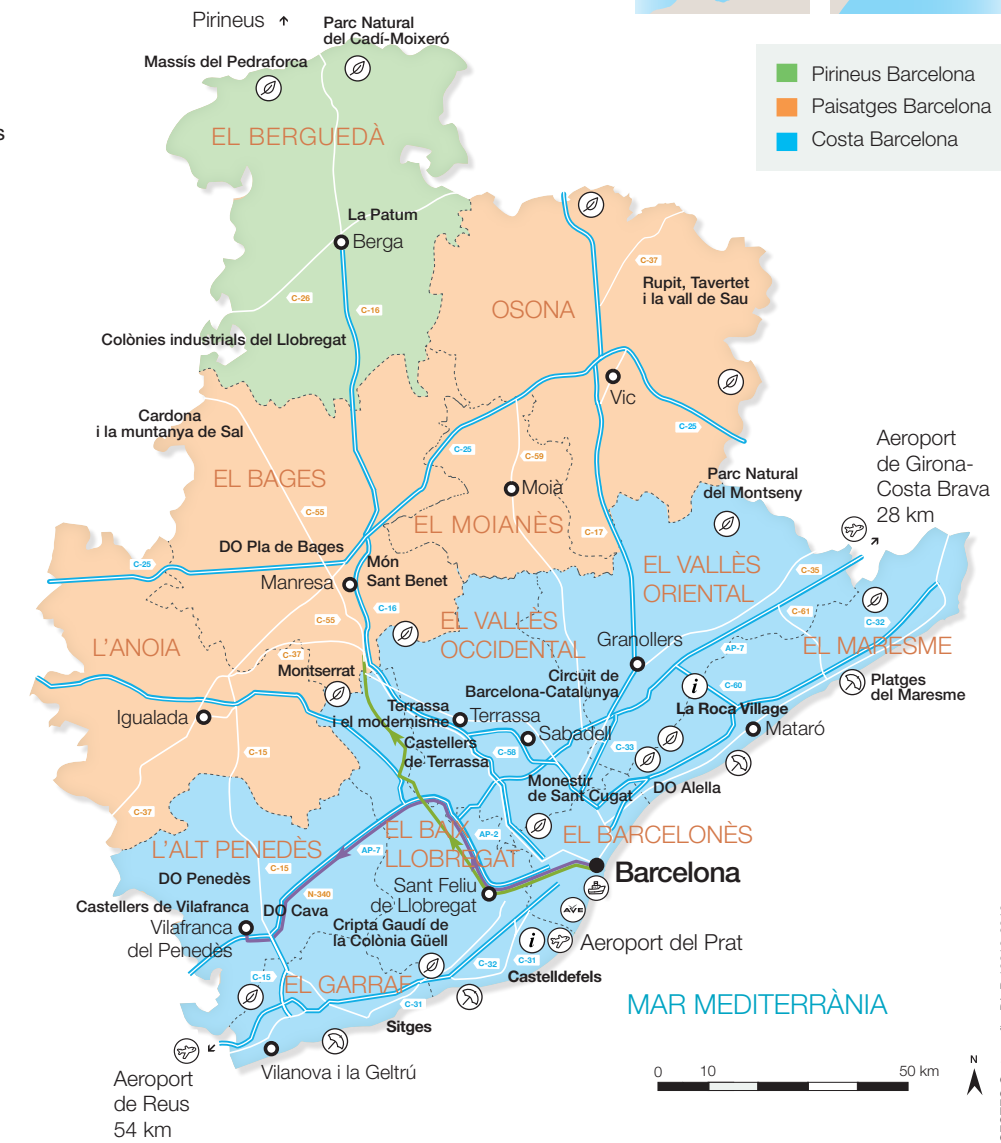 Pirineus
Parc Natural
del Cadí-Moixeró
Massís del Pedraforca
Pirineus Barcelona
Paisatges Barcelona
Costa Barcelona
s
EL BERGUEDÀ
La Patum
Berga
C-26
C-16
C-37
Rupit, Tavertet
i la vall de Sau
OSONA
Colònies industrials del Llobregat
Vic
Cardona
i la muntanya de Sal
C-25
C-25
C-59
Aeroport
de Girona-
Costa Brava
28 km
EL BAGES
Moià
Parc Natural
del Montseny
C-55
EL MOIANÈS
C-17
DO Pla de Bages
Món
Sant Benet
C-25
Manresa
EL VALLÈS
ORIENTAL
C-35
C-16
C-55
C-61
C-32
EL VALLÈS
OCCIDENTAL
L'ANOIA
Granollers
EL MARESME
AP-7
C-37
Montserrat
Circuit de
Barcelona-Catalunya
i
C-60
Platges
del Maresme
Terrassa
i el modernisme
Terrassa
La Roca Village
Igualada
Sabadell
Mataró
Castellers
de Terrassa
C-58
C-33
C-15
Monestir
de Sant Cugat
DO Alella
C-37
EL BAIX
LLOBREGAT
AP-2
EL BARCELONÈS
L'ALT PENEDÈS
AP-7
C-15
Barcelona
DO Penedès
N-340
Sant Feliu
de Llobregat
Castellers de Vilafranca
DO Cava
AVE
Vilafranca
del Penedès
Cripta Gaudí de
la Colònia Güell
i
Aeroport del Prat
C-32
C-31
C-15
EL GARRAF
Castelldefels
C-31
MAR MEDITERRÀNIA
Sitges
Vilanova i la Geltrú
Aeroport
de Reus
54 km
0
10
50 km
N